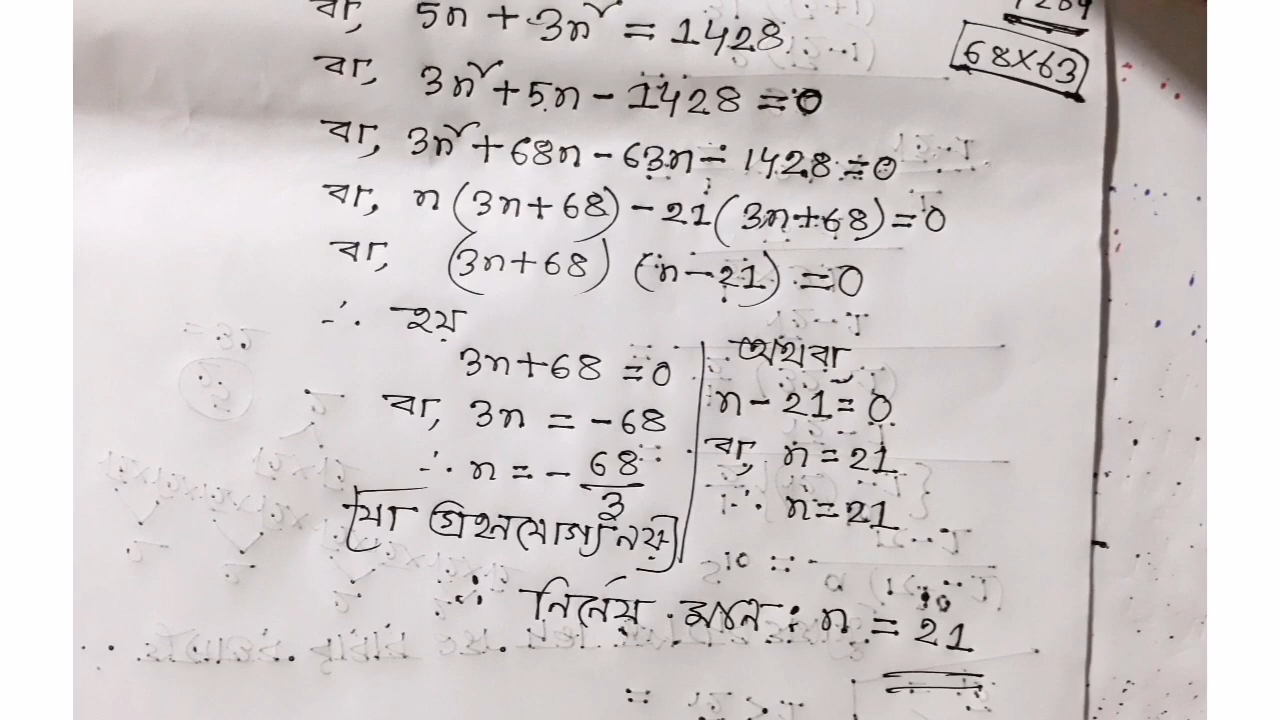 বা, 5n + 3n² = 1428
68×63
বা, 3n² + 5n - 1428 = 0
বা, 3n² + 68n - 63n - 1428 = 0
বা, n(3n+68) - 21(3n+68) = 0
বা, (3n+68) (n-21) = 0
∴ হয়
3n+68 = 0
বা, 3n = -68
∴ n = - 68/3
[যা গ্রিহনযোগ্য নয়]
অথবা
n - 21 = 0
বা, n = 21
∴ n = 21
∴ নির্নেয় মান : n = 21